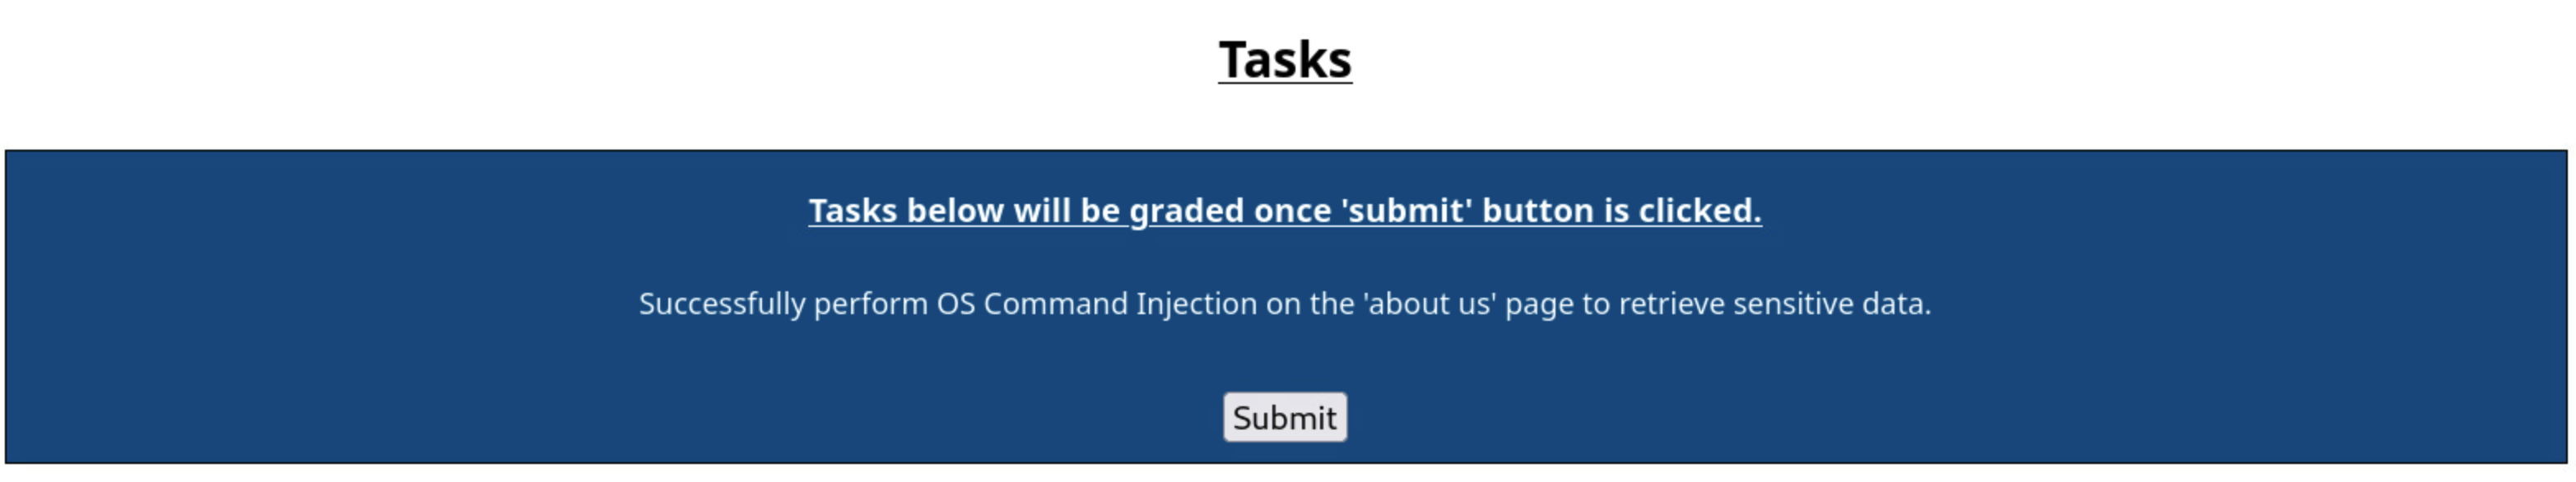 Tasks
Tasks below will be graded once 'submit' button is clicked.
Successfully perform OS Command Injection on the 'about us' page to retrieve sensitive data.
Submit